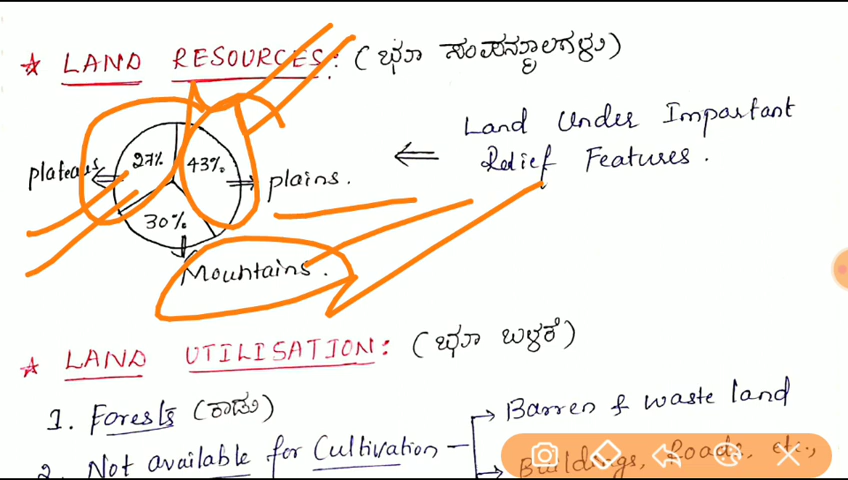 ★ LAND RESOURCES: (ಭೂ ಸಂಪನ್ಮೂಲಗಳು)
Land Under Important
Relief Features.
27%
43%
30%
plateaus
plains.
Mountains.
★ LAND UTILISATION: (ಭೂ ಬಳಕೆ)
1. Forests (ಕಾಡು)
2. Not available for Cultivation
Barren & waste land
Buildings, Roads, etc.,